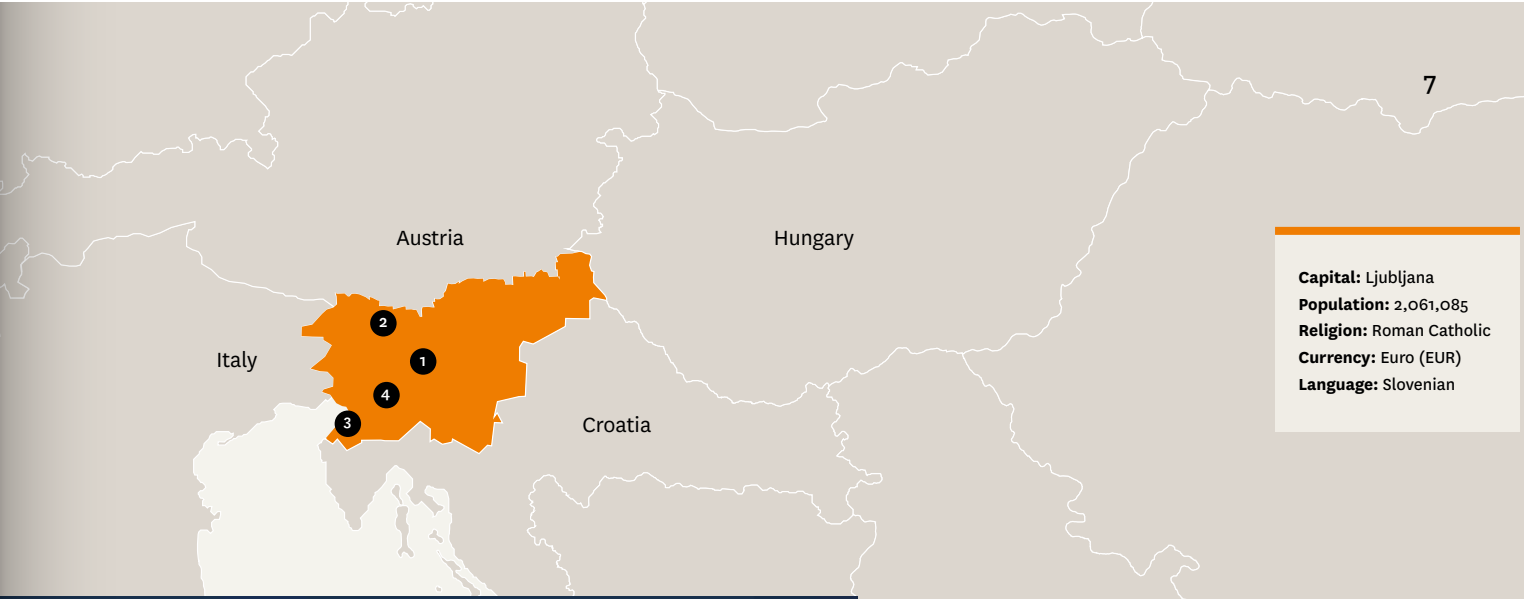 7
Austria
Hungary
Capital: Ljubljana
Population: 2,061,085
Religion: Roman Catholic
Currency: Euro (EUR)
Language: Slovenian
2
Italy
1
4
3
Croatia